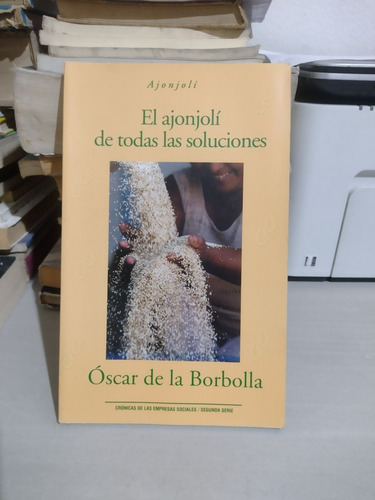 Ajonjolí
El ajonjolí
de todas las soluciones
Óscar de la Borbolla
CRÓNICAS DE LAS EMPRESAS SOCIALES / SEGUNDA SERIE